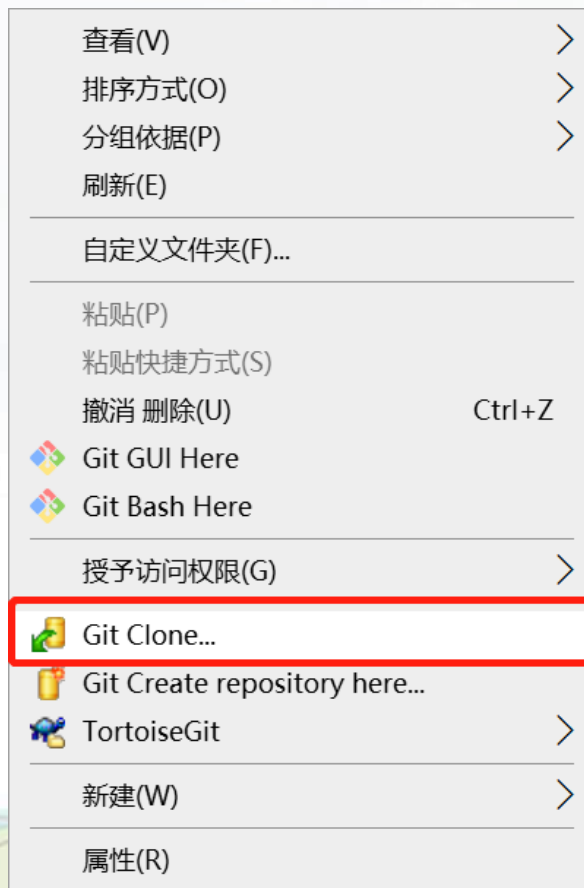 查看(V)
排序方式(O)
分组依据(P)
刷新(E)
自定义文件夹(F)...
粘贴(P)
粘贴快捷方式(S)
撤消 删除(U) Ctrl+Z
Git GUI Here
Git Bash Here
授予访问权限(G)
Git Clone...
Git Create repository here...
TortoiseGit
新建(W)
属性(R)